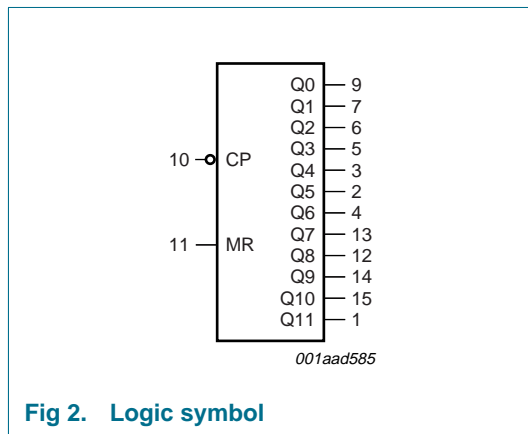 Q0 9
Q1 7
Q2 6
Q3 5
10 CP Q4 3
Q5 2
Q6 4
Q7 13
11 MR Q8 12
Q9 14
Q10 15
Q11 1
001aad585
Fig 2. Logic symbol